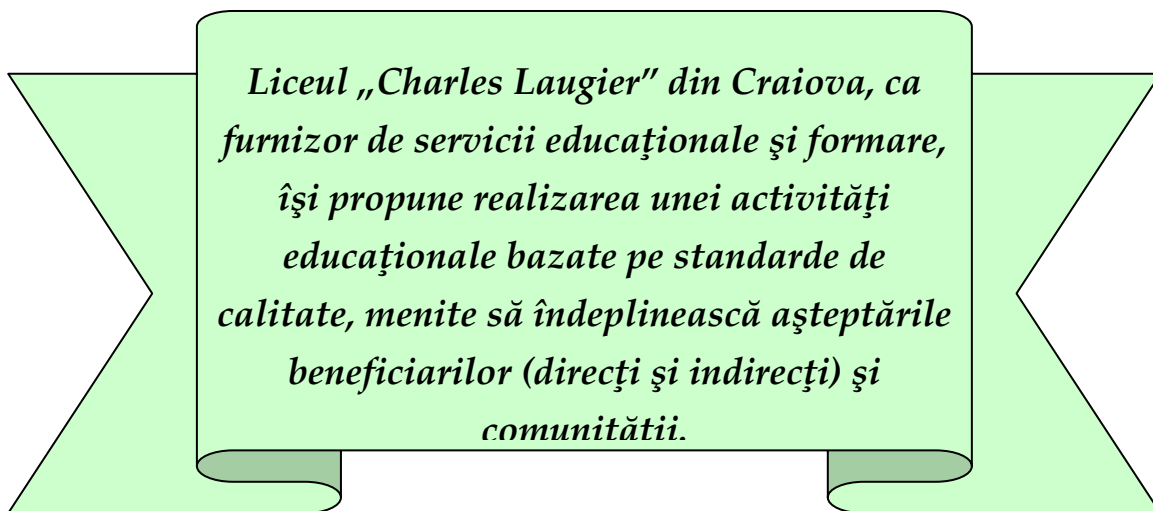 Liceul „Charles Laugier” din Craiova, ca
furnizor de servicii educaţionale şi formare,
îşi propune realizarea unei activităţi
educaţionale bazate pe standarde de
calitate, menite să îndeplinească aşteptările
beneficiarilor (direcţi şi indirecţi) şi
comunităţii.